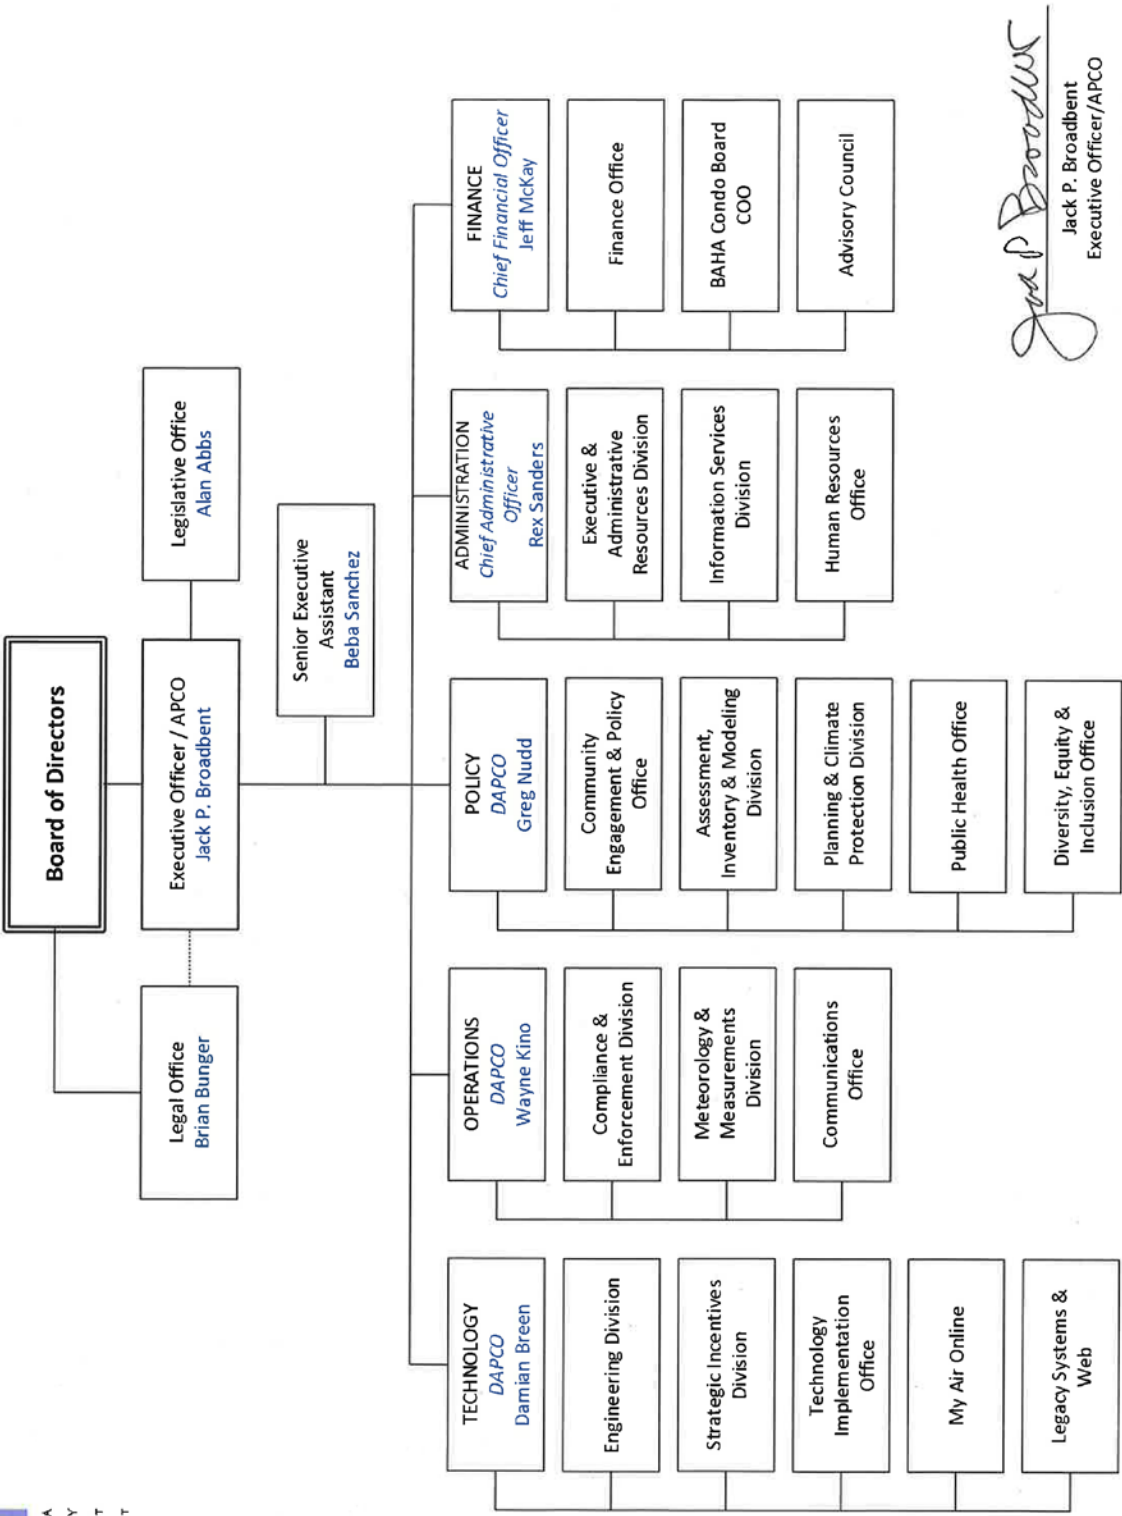 Board of Directors
Legal Office
Brian Bunger
Executive Officer / APCO
Jack P. Broadbent
Legislative Office
Alan Abbs
Senior Executive
Assistant
Beba Sanchez
TECHNOLOGY
DAPCO
Damian Breen
Engineering Division
Strategic Incentives
Division
Technology
Implementation
Office
My Air Online
Legacy Systems &
Web
OPERATIONS
DAPCO
Wayne Kino
Compliance &
Enforcement Division
Meteorology &
Measurements
Division
Communications
Office
POLICY
DAPCO
Greg Nudd
Community
Engagement & Policy
Office
Assessment,
Inventory & Modeling
Division
Planning & Climate
Protection Division
Public Health Office
Diversity, Equity &
Inclusion Office
ADMINISTRATION
Chief Administrative
Officer
Rex Sanders
Executive &
Administrative
Resources Division
Information Services
Division
Human Resources
Office
FINANCE
Chief Financial Officer
Jeff McKay
Finance Office
BAHA Condo Board
COO
Advisory Council
Jack P. Broadbent
Executive Officer/APCO
A
Y
T
T